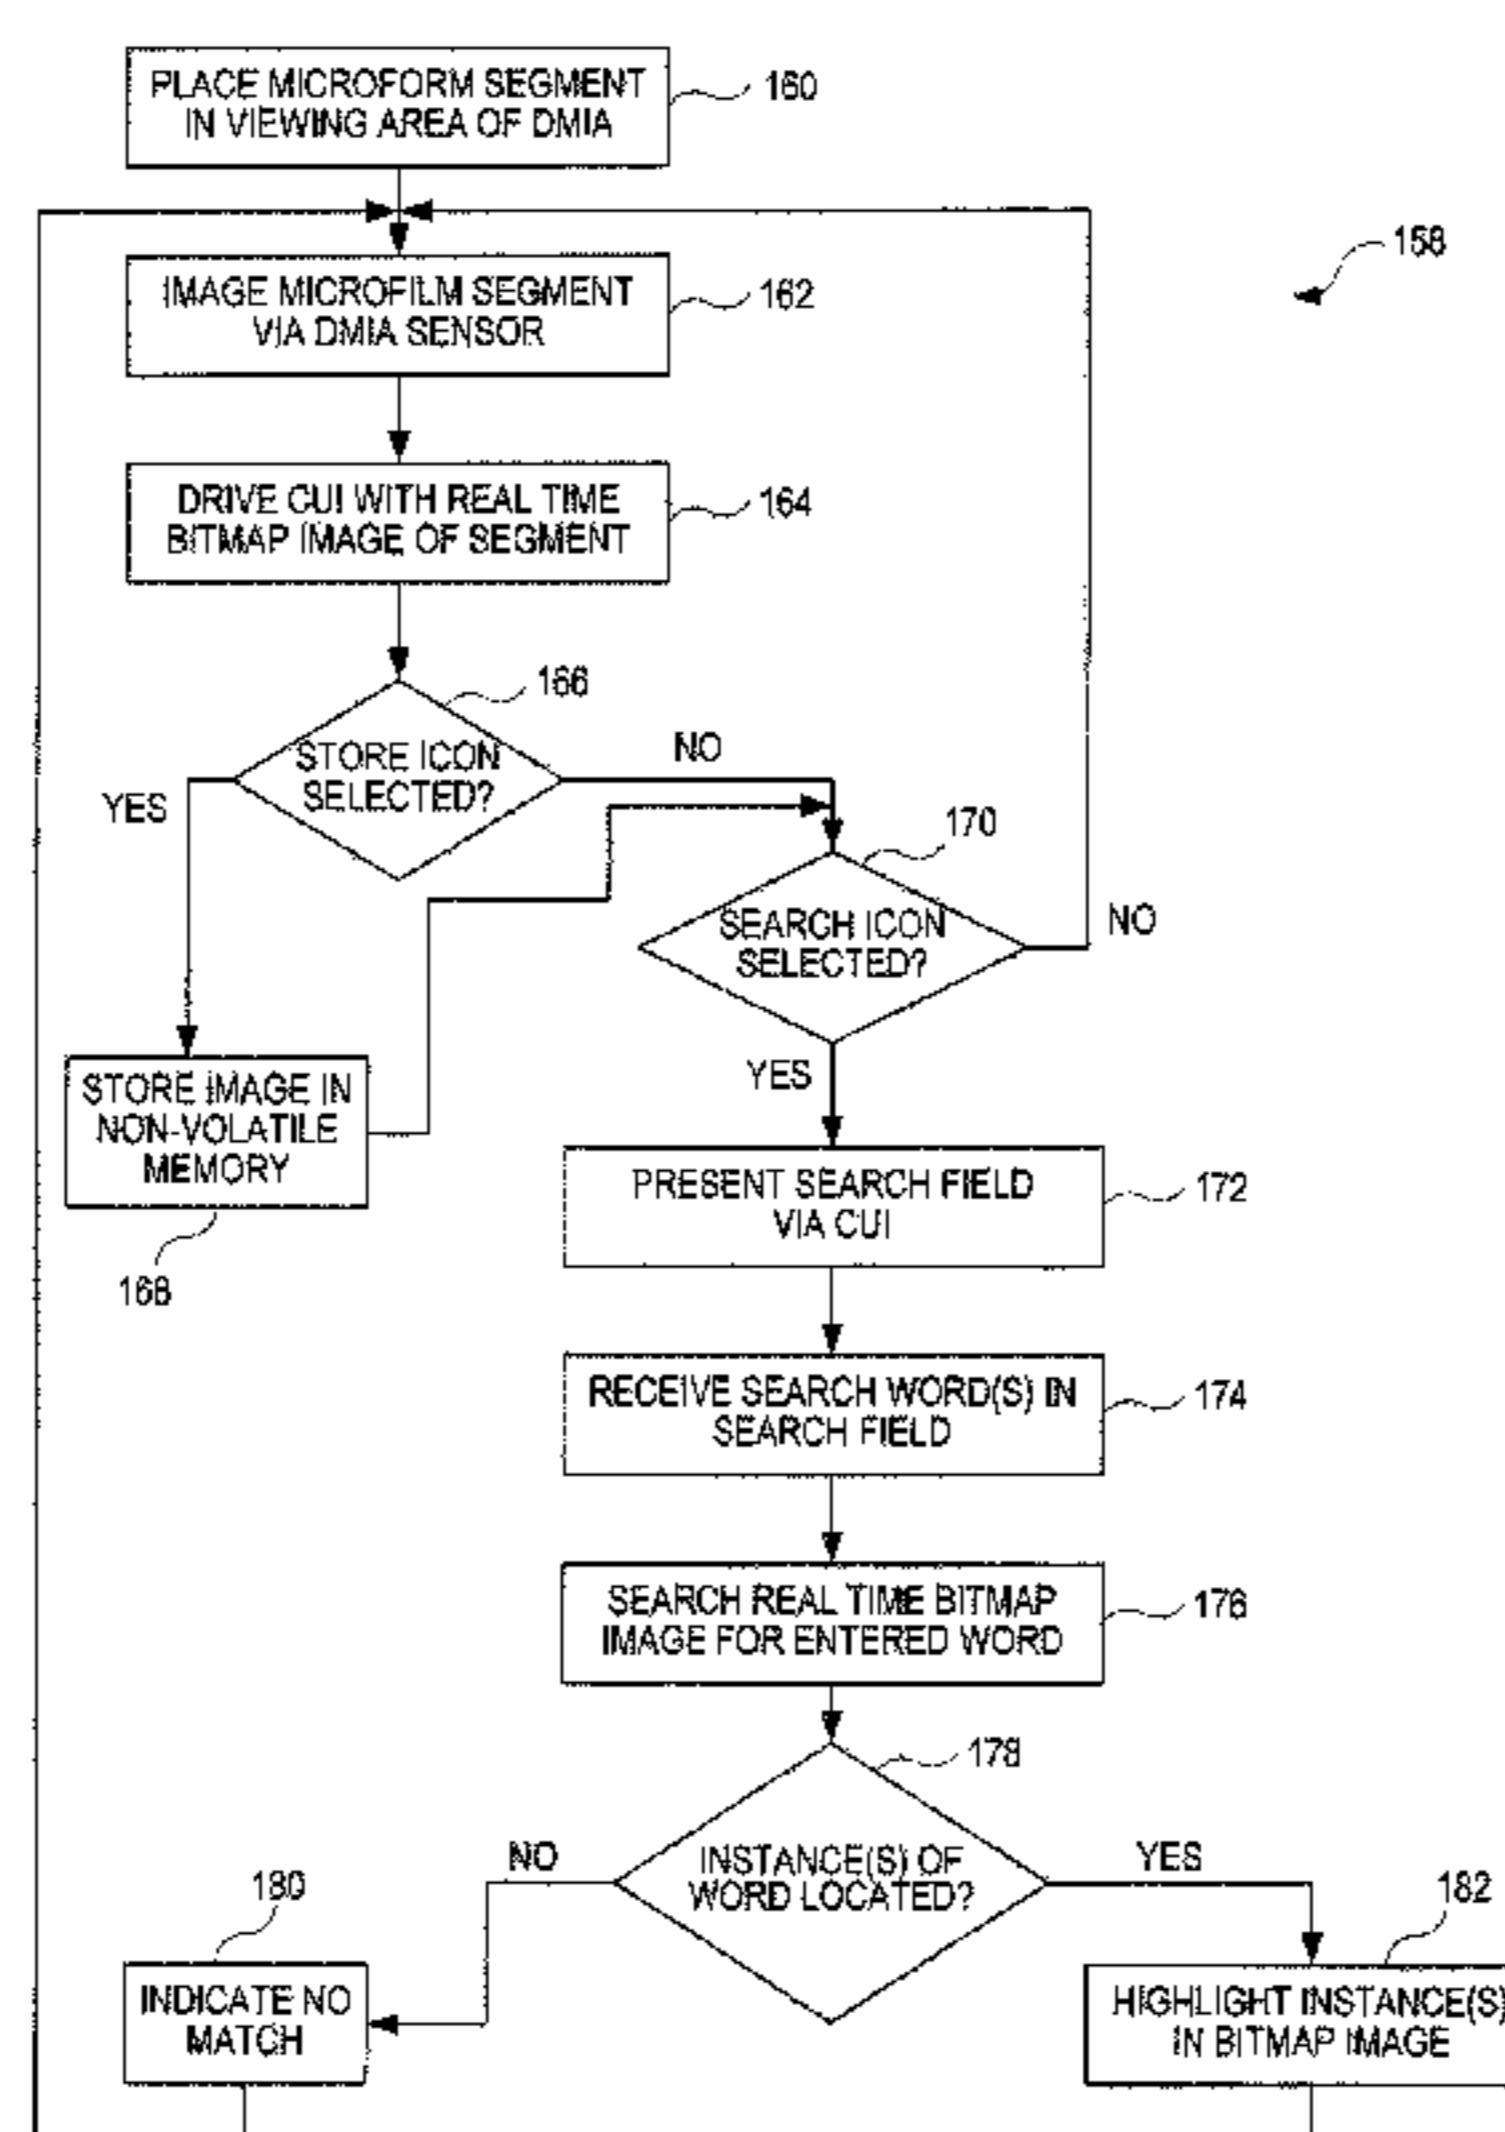 PLACE MICROFORM SEGMENT
IN VIEWING AREA OF DMIA
160
158
IMAGE MICROFILM SEGMENT
VIA DMIA SENSOR
162
DRIVE CUI WITH REAL TIME
BITMAP IMAGE OF SEGMENT
164
166
STORE ICON
SELECTED?
NO
YES
170
SEARCH ICON
SELECTED?
NO
YES
STORE IMAGE IN
NON-VOLATILE
MEMORY
168
PRESENT SEARCH FIELD
VIA CUI
172
RECEIVE SEARCH WORD(S) IN
SEARCH FIELD
174
SEARCH REAL TIME BITMAP
IMAGE FOR ENTERED WORD
176
178
INSTANCE(S) OF
WORD LOCATED?
NO
YES
180
INDICATE NO
MATCH
182
HIGHLIGHT INSTANCE(S)
IN BITMAP IMAGE